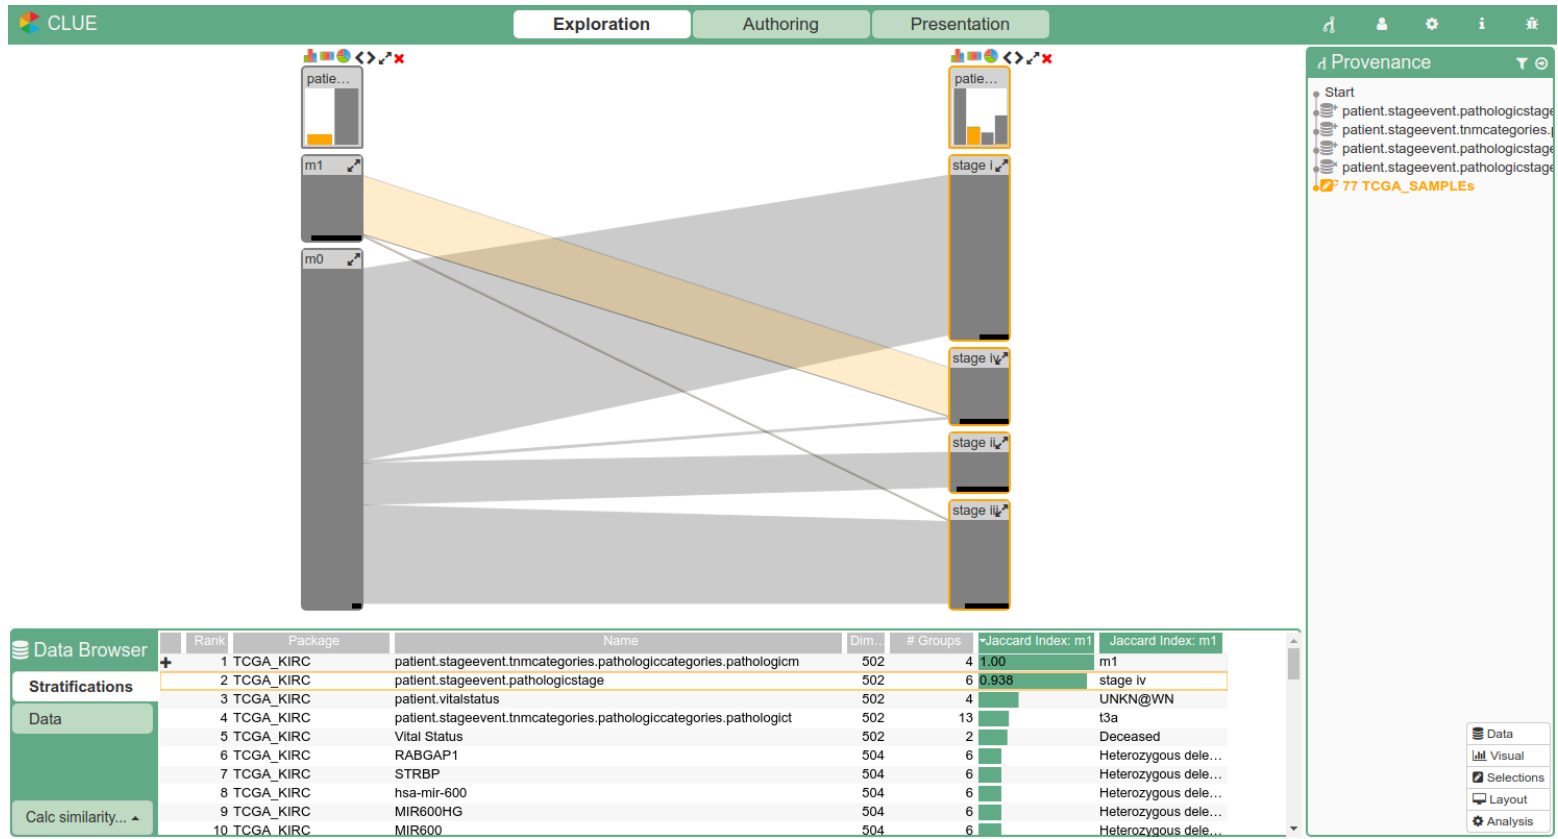 CLUE
Exploration
Authoring
Presentation
patie...
m1
m0
patie...
stage i
stage iv
stage ii
stage iii
Provenance
Start
patient.stageevent.pathologicstage
patient.stageevent.tnmcategories.p
patient.stageevent.pathologicstage
patient.stageevent.pathologicstage
77 TCGA_SAMPLEs
Data Browser
Stratifications
Data
Calc similarity...
Rank Package Name Dim... # Groups Jaccard Index: m1 Jaccard Index: m1
1 TCGA_KIRC patient.stageevent.tnmcategories.pathologiccategories.pathologicm 502 4 1.00 m1
2 TCGA_KIRC patient.stageevent.pathologicstage 502 6 0.938 stage iv
3 TCGA_KIRC patient.vitalstatus 502 4 UNKN@WN
4 TCGA_KIRC patient.stageevent.tnmcategories.pathologiccategories.pathologict 502 13 t3a
5 TCGA_KIRC Vital Status 502 2 Deceased
6 TCGA_KIRC RABGAP1 504 6 Heterozygous dele...
7 TCGA_KIRC STRBP 504 6 Heterozygous dele...
8 TCGA_KIRC hsa-mir-600 504 6 Heterozygous dele...
9 TCGA_KIRC MIR600HG 504 6 Heterozygous dele...
10 TCGA_KIRC MIR600 504 6 Heterozygous dele...
Data
Visual
Selections
Layout
Analysis